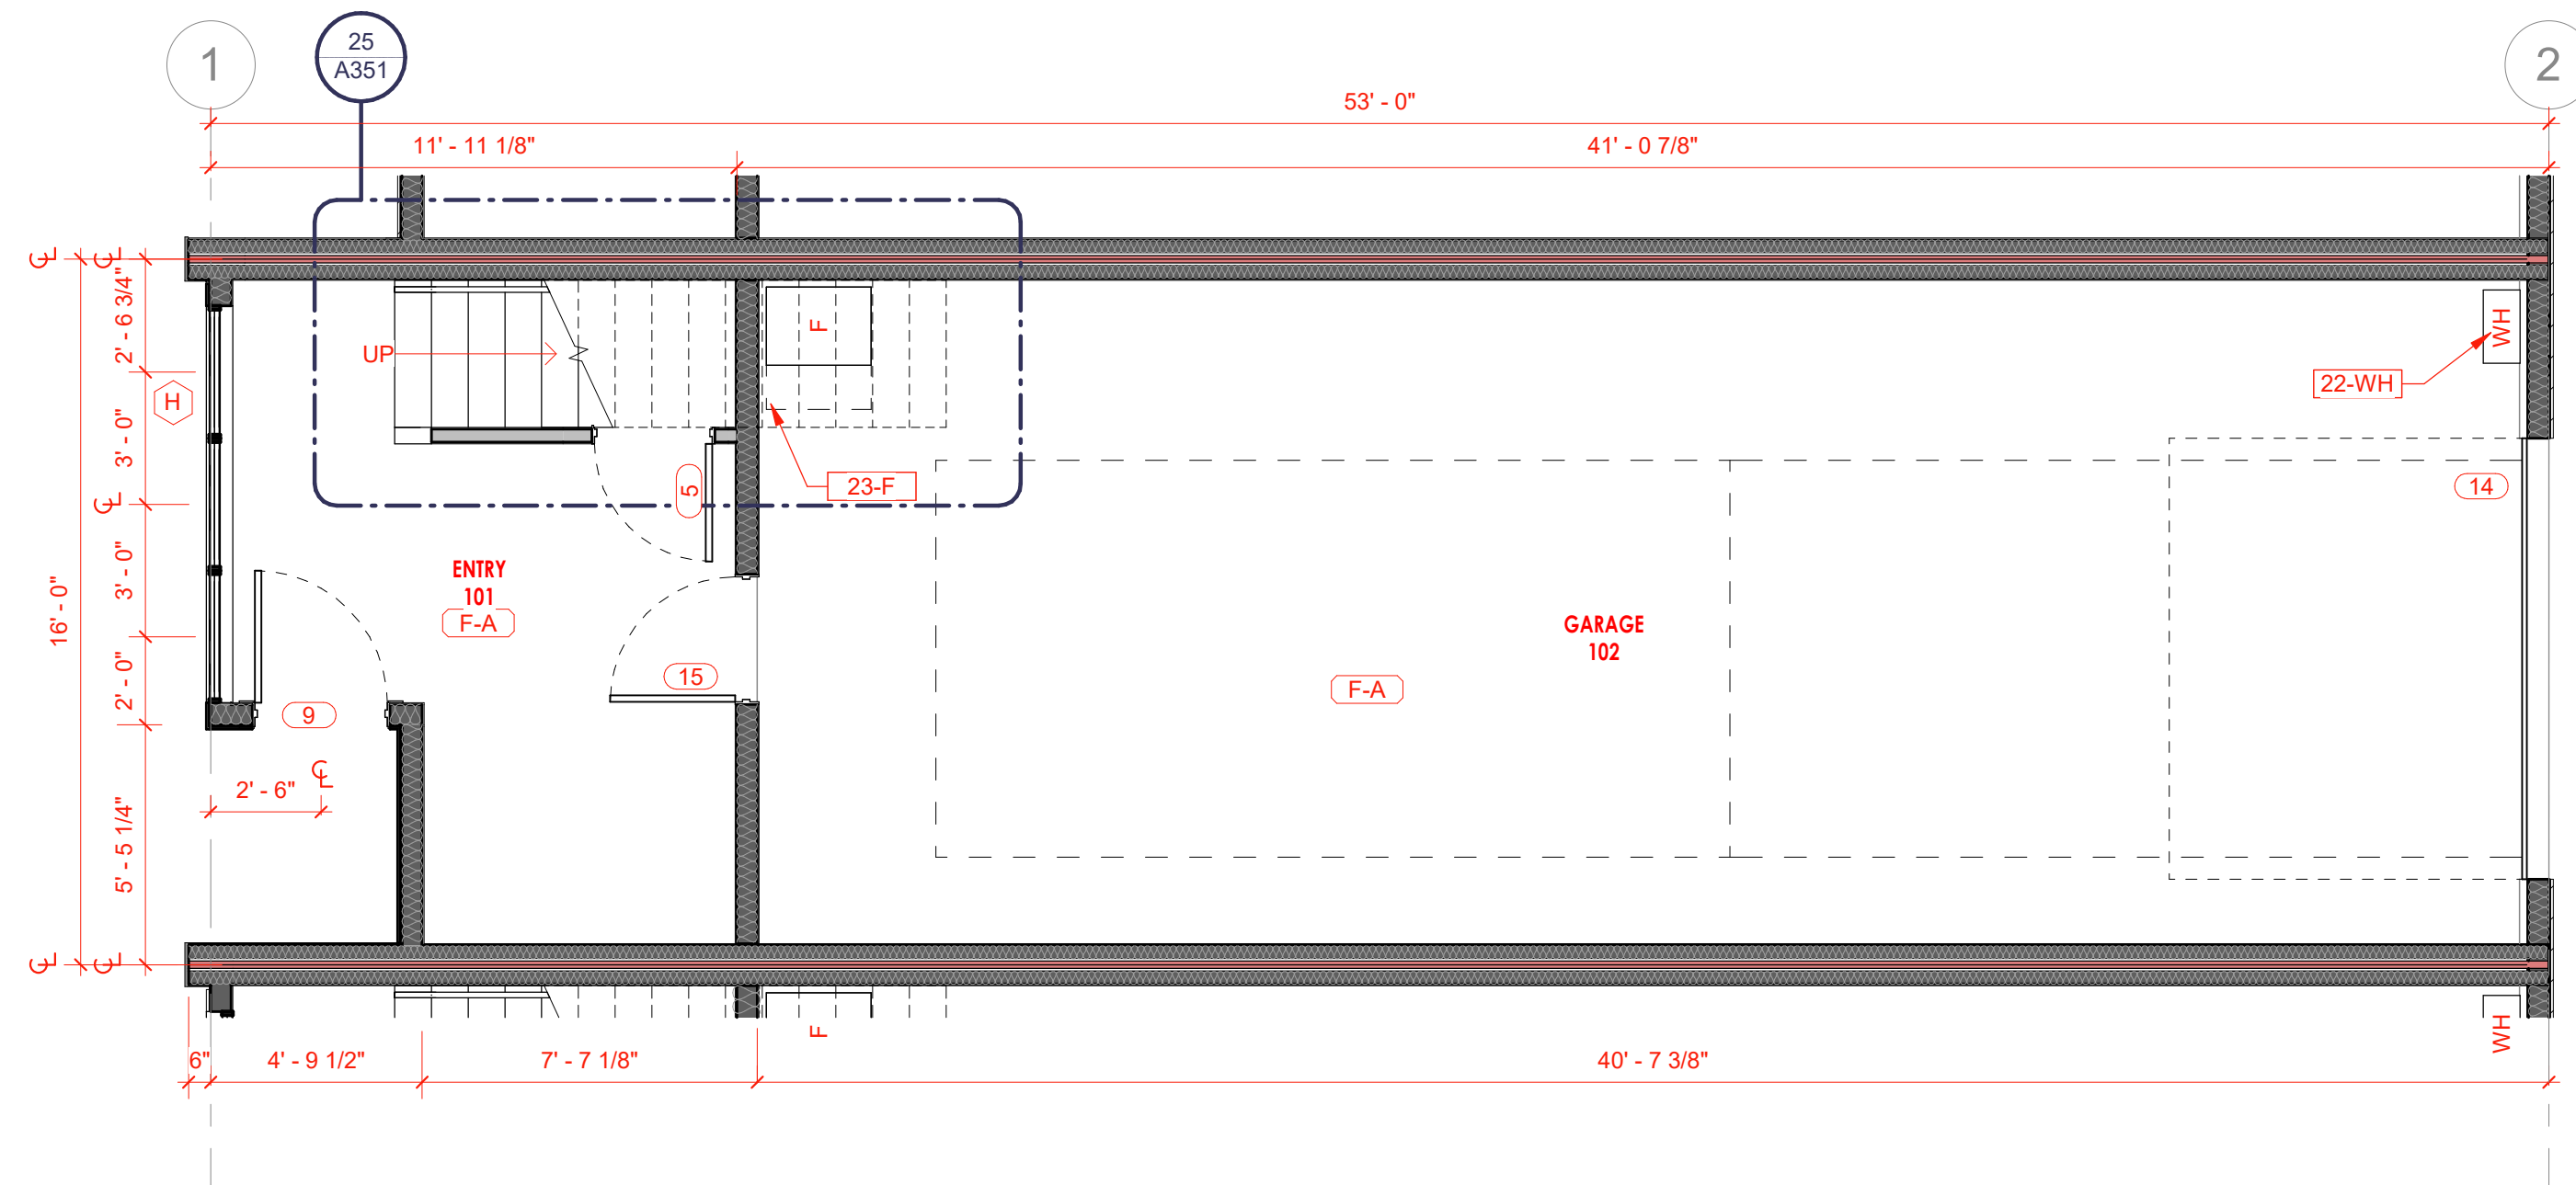 1
25
A351
2
53' - 0"
11' - 11 1/8"
41' - 0 7/8"
2' - 6 3/4"
3' - 0"
3' - 0"
2' - 0"
5' - 5 1/4"
16' - 0"
H
UP
F
23-F
5
WH
22-WH
14
ENTRY
101
F-A
15
9
GARAGE
102
F-A
2' - 6"
F
WH
6"
4' - 9 1/2"
7' - 7 1/8"
40' - 7 3/8"